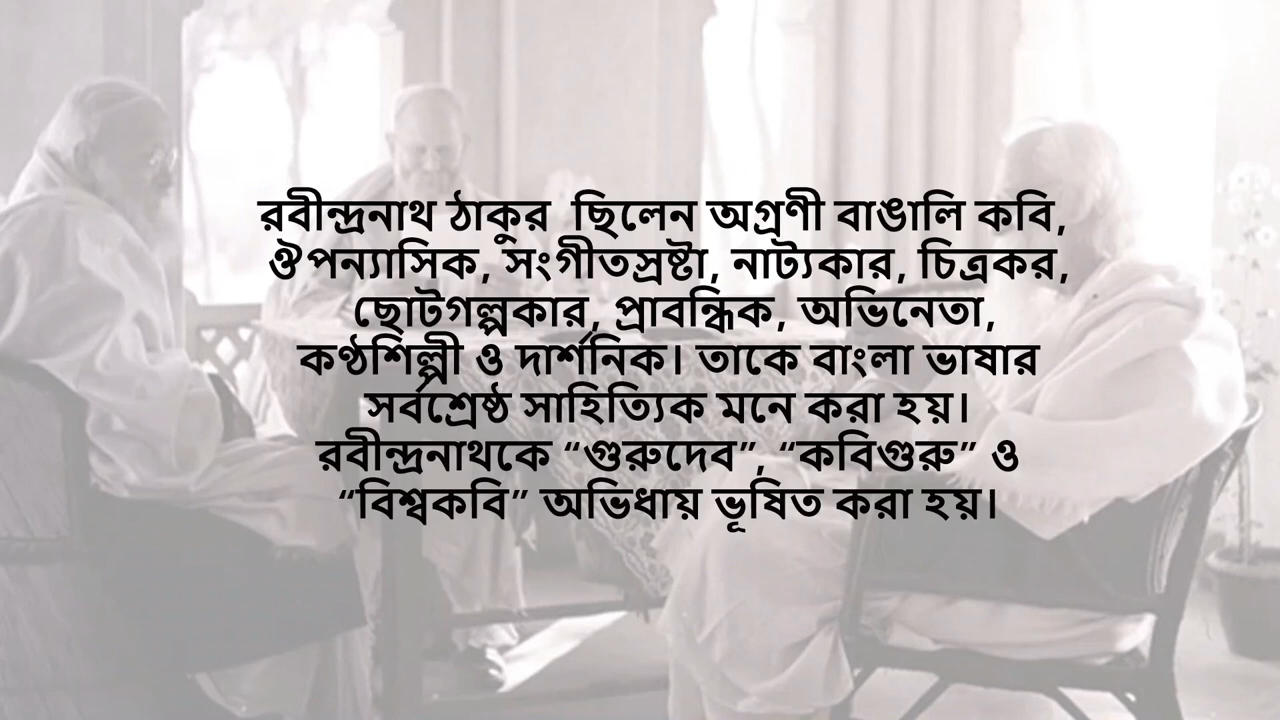 রবীন্দ্রনাথ ঠাকুর ছিলেন অগ্রণী বাঙালি কবি,
ঔপন্যাসিক, সংগীতস্রষ্টা, নাট্যকার, চিত্রকর,
ছোটগল্পকার, প্রাবন্ধিক, অভিনেতা,
কণ্ঠশিল্পী ও দার্শনিক। তাকে বাংলা ভাষার
সর্বশ্রেষ্ঠ সাহিত্যিক মনে করা হয়।
রবীন্দ্রনাথকে “গুরুদেব”, “কবিগুরু” ও
“বিশ্বকবি” অভিধায় ভূষিত করা হয়।